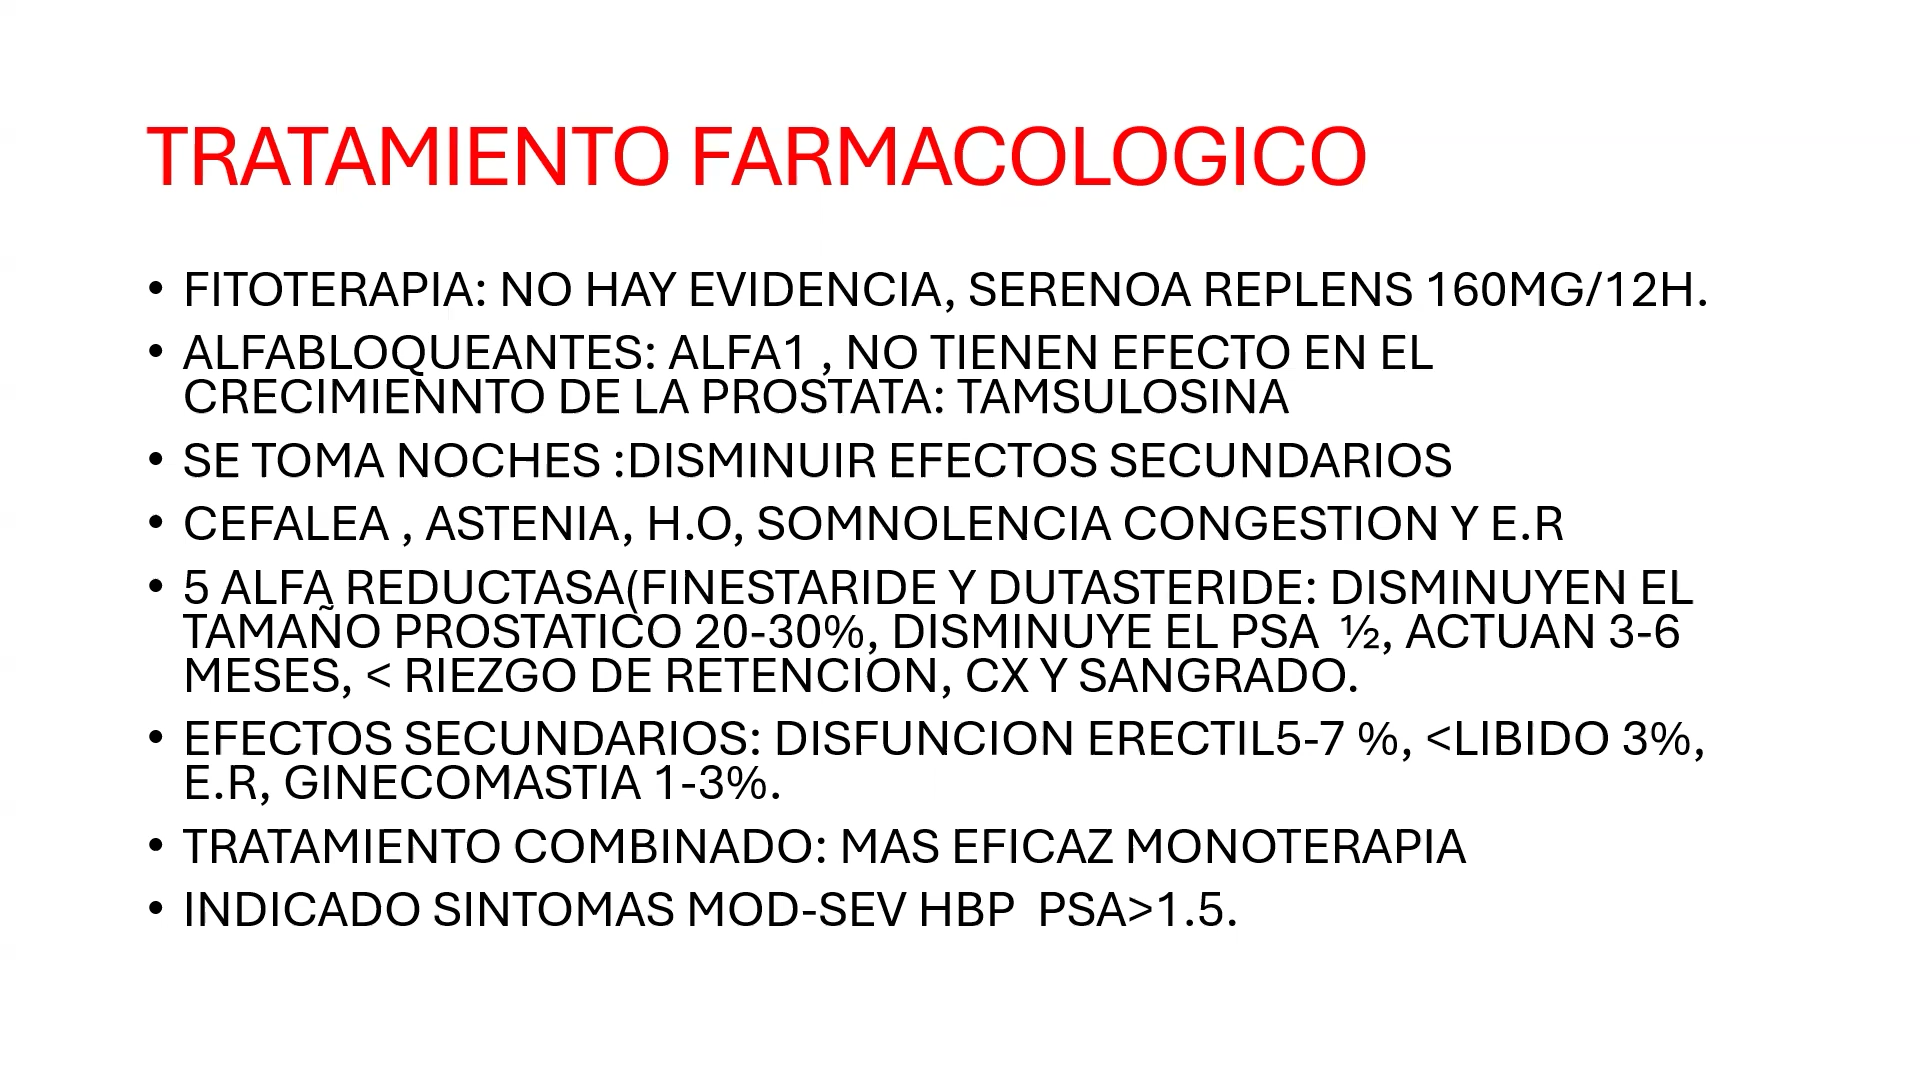 TRATAMIENTO FARMACOLOGICO
• FITOTERAPIA: NO HAY EVIDENCIA, SERENOA REPLENS 160MG/12H.
• ALFABLOQUEANTES: ALFA1 , NO TIENEN EFECTO EN EL
CRECIMIENNTO DE LA PROSTATA: TAMSULOSINA
• SE TOMA NOCHES :DISMINUIR EFECTOS SECUNDARIOS
• CEFALEA , ASTENIA, H.O, SOMNOLENCIA CONGESTION Y E.R
• 5 ALFA REDUCTASA(FINESTARIDE Y DUTASTERIDE: DISMINUYEN EL
TAMAÑO PROSTATICO 20-30%, DISMINUYE EL PSA ½, ACTUAN 3-6
MESES, < RIEZGO DE RETENCION, CX Y SANGRADO.
• EFECTOS SECUNDARIOS: DISFUNCION ERECTIL5-7 %, <LIBIDO 3%,
E.R, GINECOMASTIA 1-3%.
• TRATAMIENTO COMBINADO: MAS EFICAZ MONOTERAPIA
• INDICADO SINTOMAS MOD-SEV HBP PSA>1.5.